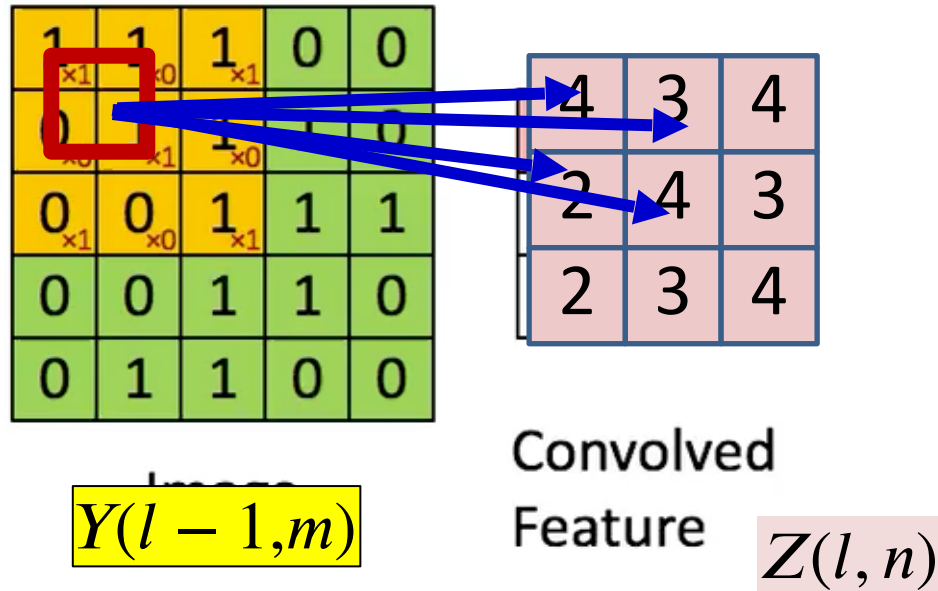 1×1 1×0 1×1 0 0
0×0 1×1 1×0 1 0
0×1 0×0 1×1 1 1
0 0 1 1 0
0 1 1 0 0
4 3 4
2 4 3
2 3 4
Y(l − 1,m)
Convolved
Feature
Z(l, n)